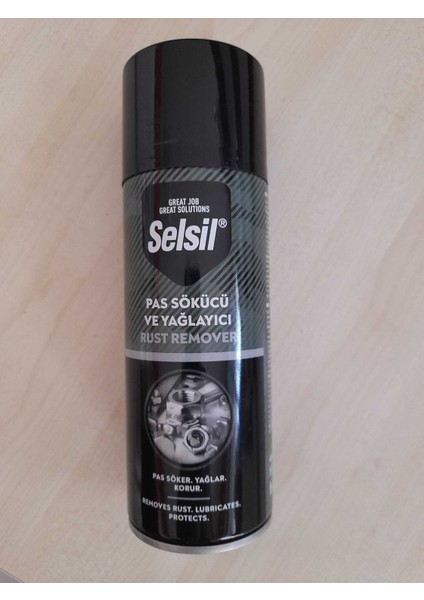 GREAT JOB
GREAT SOLUTIONS
Selsil®
PAS SÖKÜCÜ
VE YAĞLAYICI
RUST REMOVER
PAS SÖKER. YAĞLAR.
KORUR.
REMOVES RUST. LUBRICATES.
PROTECTS.